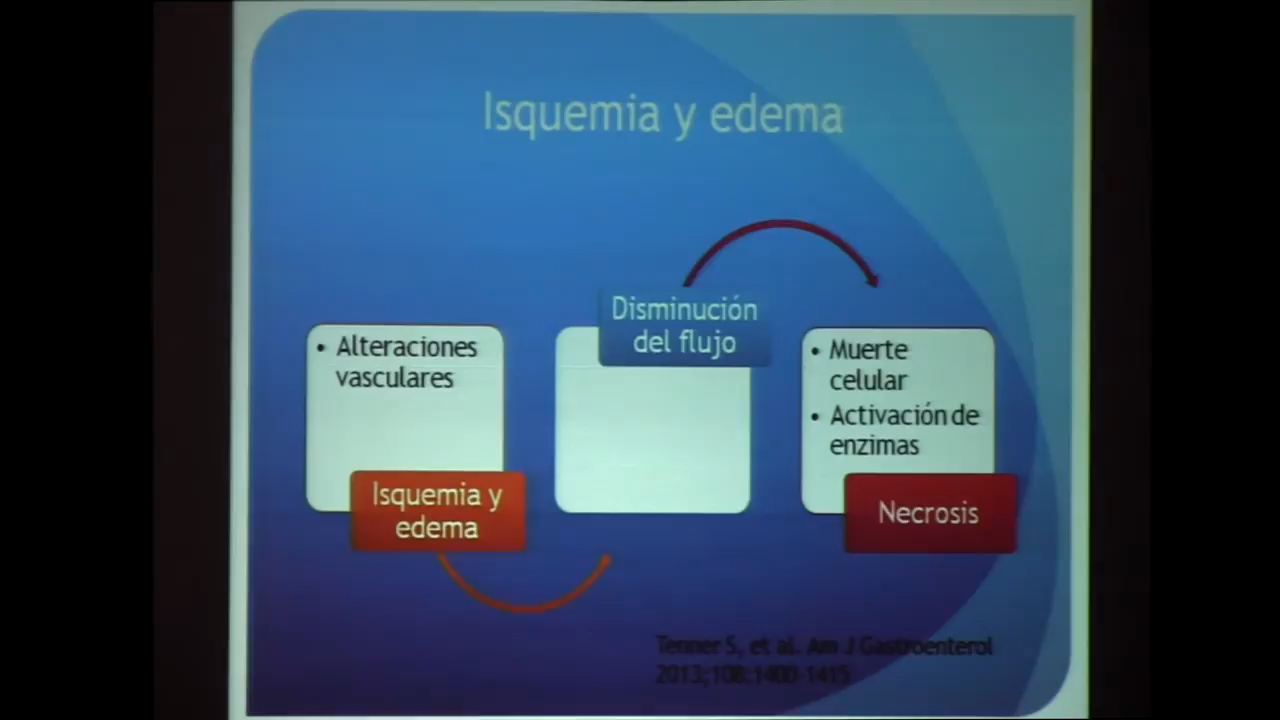 Isquemia y edema
• Alteraciones
vasculares
Isquemia y
edema
Disminución
del flujo
• Muerte
celular
• Activación de
enzimas
Necrosis
Tenner S, et al. Am J Gastroenterol
2013;108:1400-1415